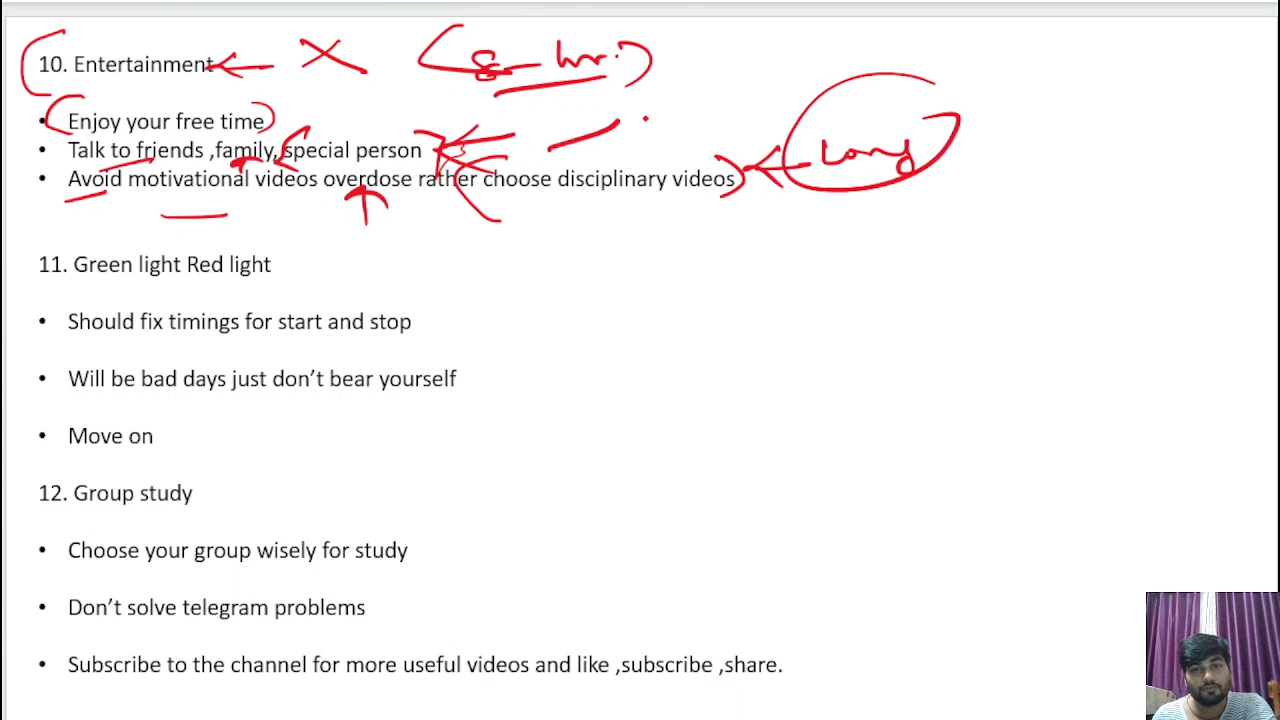 10. Entertainment (8 hr.)
• Enjoy your free time
• Talk to friends ,family, special person
• Avoid motivational videos overdose rather choose disciplinary videos Long
11. Green light Red light
• Should fix timings for start and stop
• Will be bad days just don’t bear yourself
• Move on
12. Group study
• Choose your group wisely for study
• Don’t solve telegram problems
• Subscribe to the channel for more useful videos and like ,subscribe ,share.